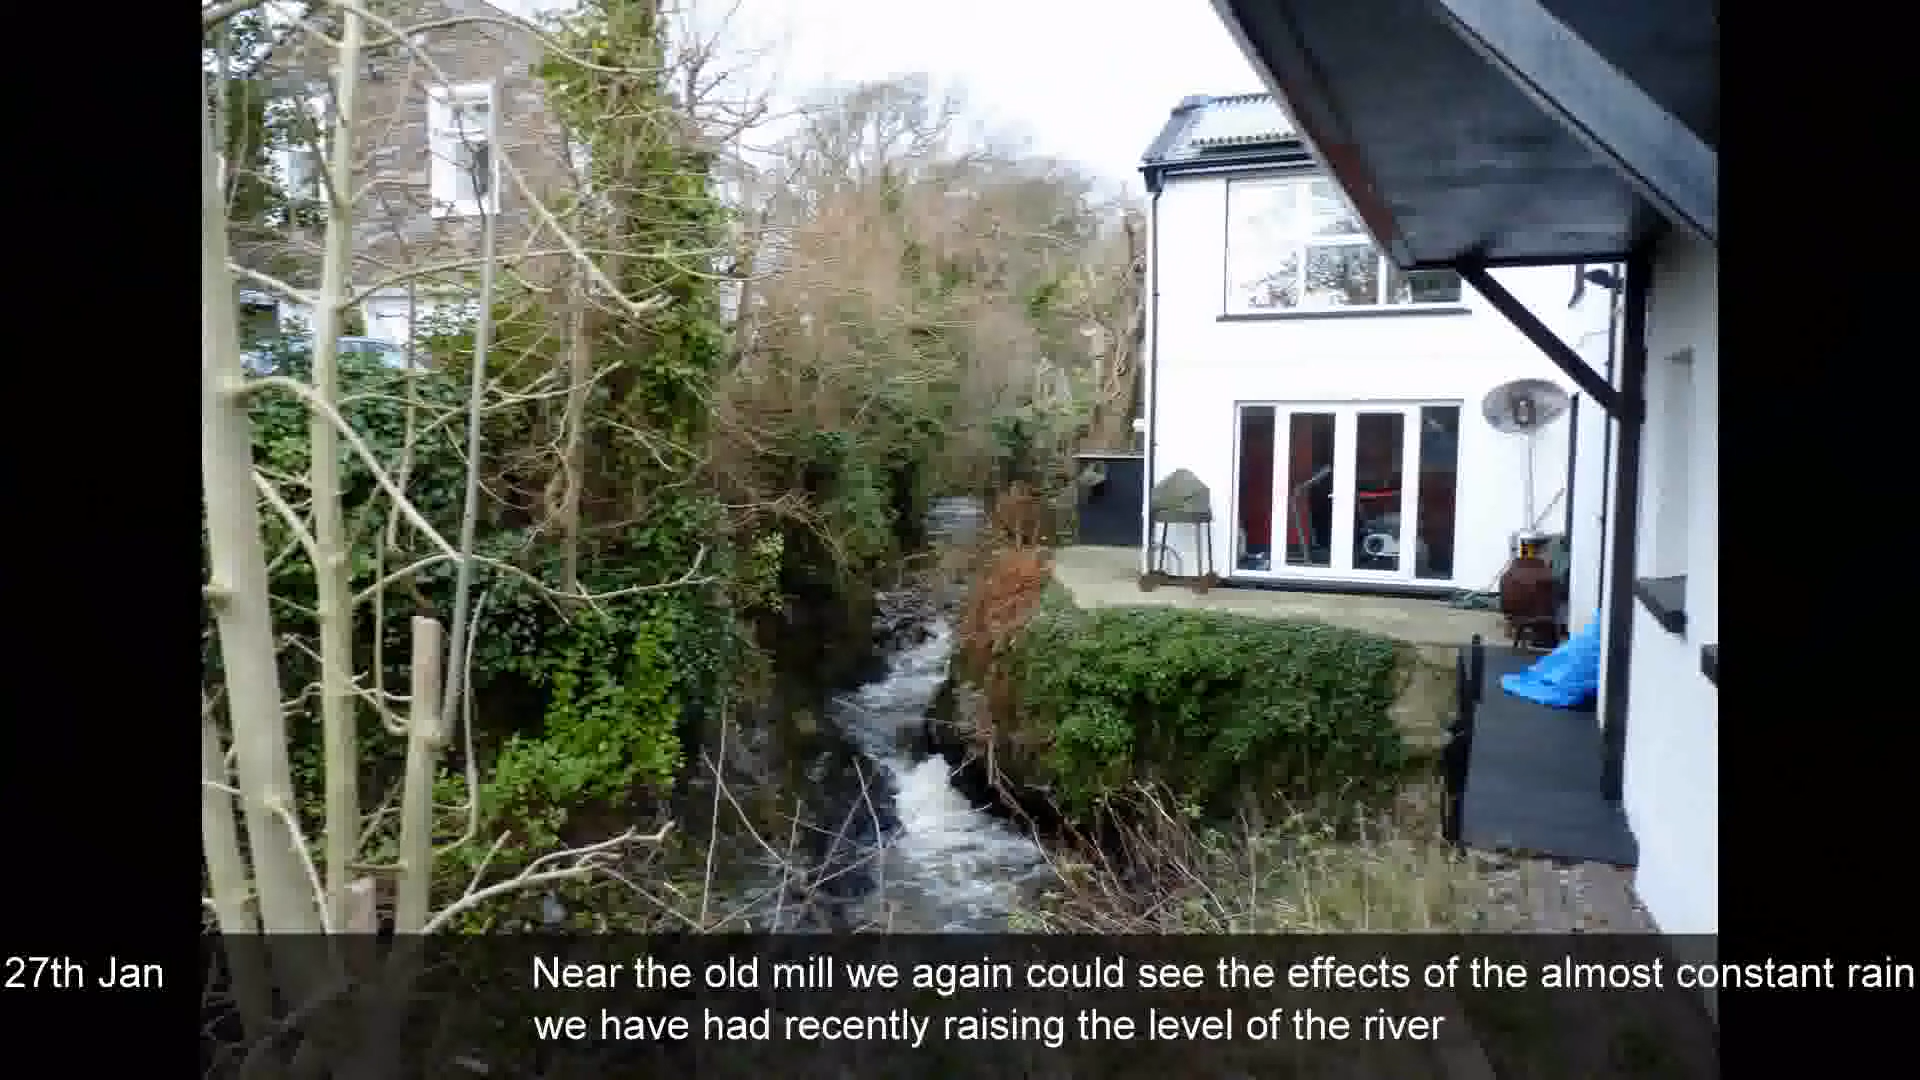 27th Jan
Near the old mill we again could see the effects of the almost constant rain
we have had recently raising the level of the river